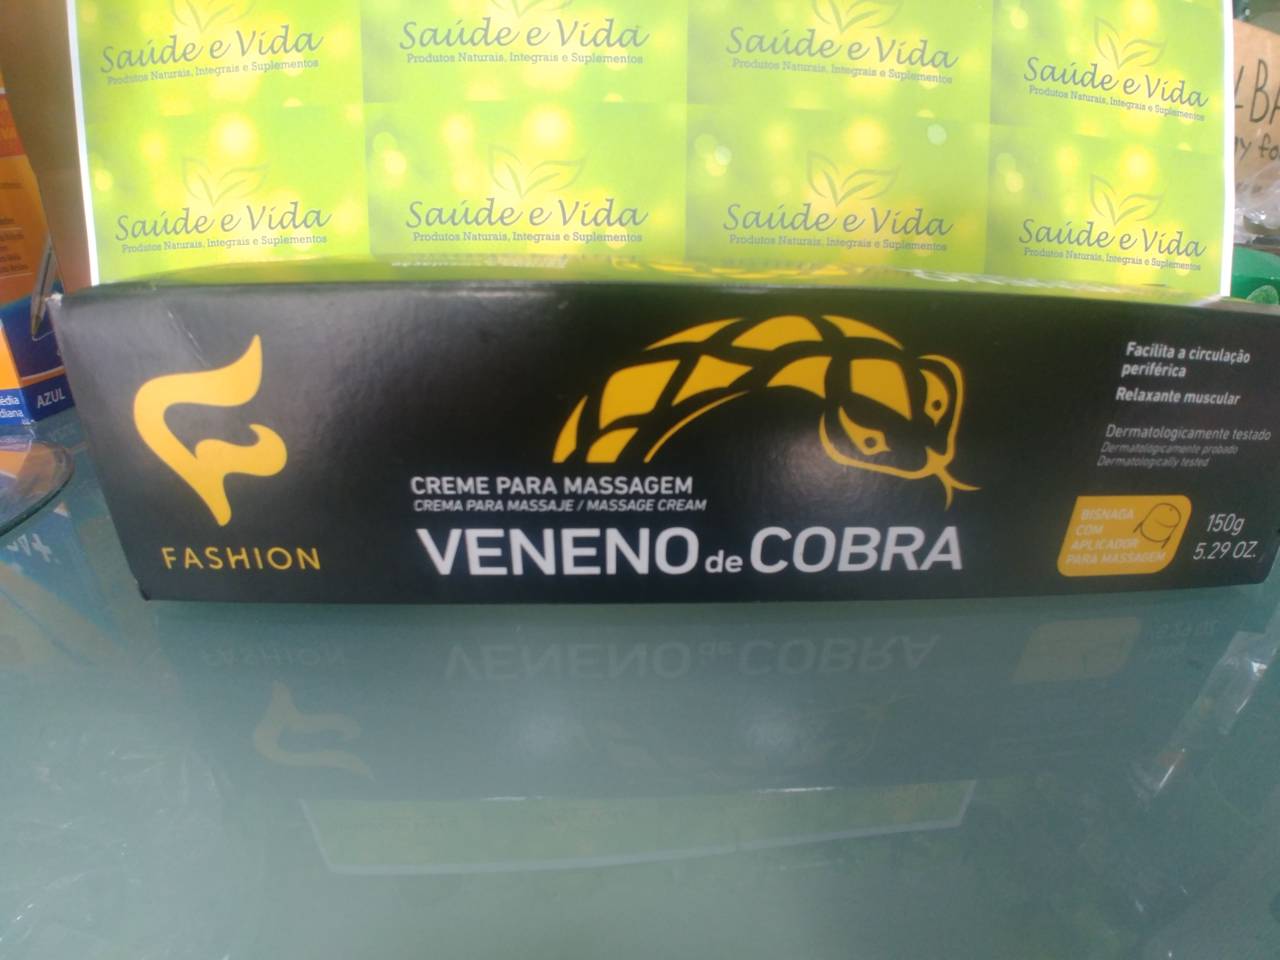 Saúde e Vida
Produtos Naturais, Integrais e Suplementos
Saúde e Vida
Produtos Naturais, Integrais e Suplementos
Saúde e Vida
Produtos Naturais, Integrais e Suplementos
Saúde e Vida
Produtos Naturais, Integrais e Suplementos
Saúde e Vida
Produtos Naturais, Integrais e Suplementos
Saúde e Vida
Produtos Naturais, Integrais e Suplementos
Saúde e Vida
Produtos Naturais, Integrais e Suplementos
Saúde e Vida
Produtos Naturais, Integrais e Suplementos
AZUL
FASHION
CREME PARA MASSAGEM
CREMA PARA MASSAJE / MASSAGE CREAM
VENENO de COBRA
Facilita a circulação
periférica
Relaxante muscular
Dermatologicamente testado
Dermatologicamente probado
Dermatologically tested
BISNAGA
COM
APLICADOR
PARA MASSAGEM
150g
5.29 OZ.